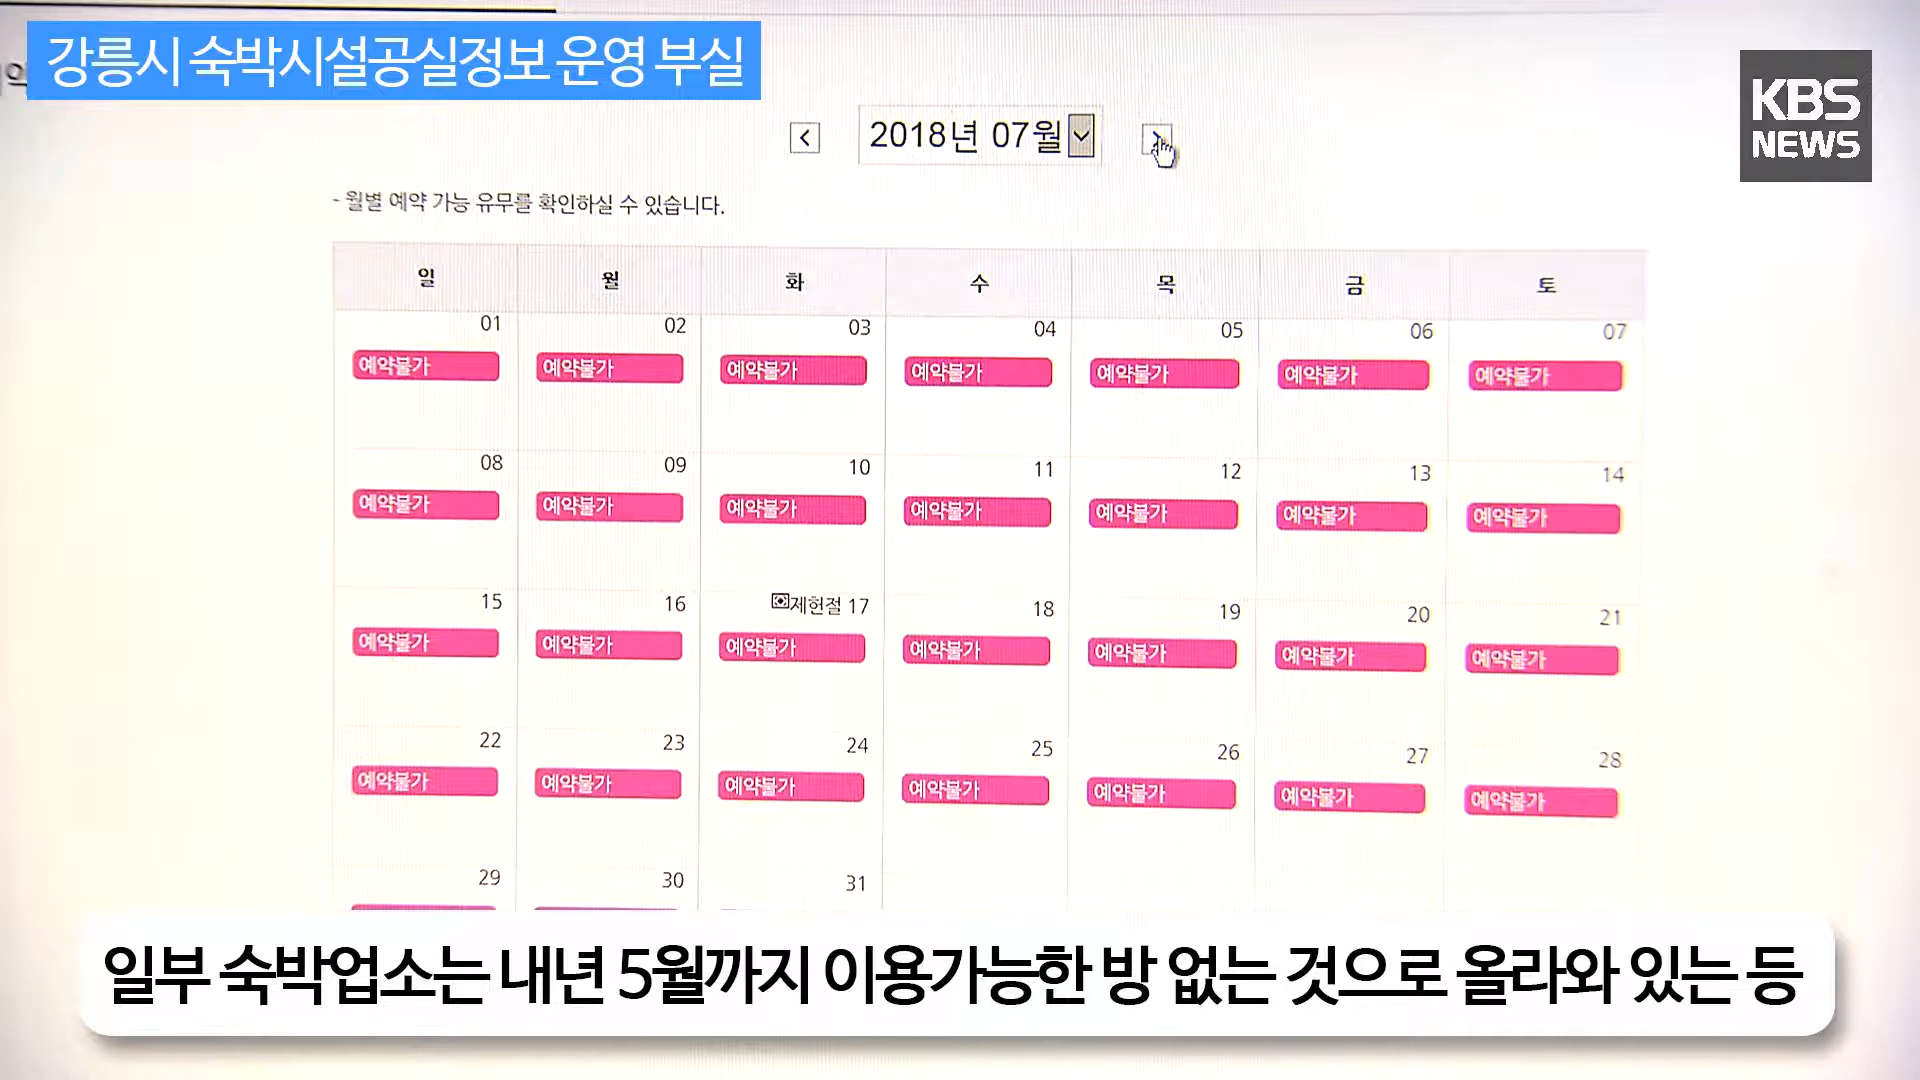 강릉시 숙박시설공실정보 운영 부실
KBS
NEWS
2018년 07월
- 월별 예약 가능 유무를 확인하실 수 있습니다.
일 월 화 수 목 금 토
01 02 03 04 05 06 07
예약불가 예약불가 예약불가 예약불가 예약불가 예약불가 예약불가
08 09 10 11 12 13 14
예약불가 예약불가 예약불가 예약불가 예약불가 예약불가 예약불가
15 16 제헌절 17 18 19 20 21
예약불가 예약불가 예약불가 예약불가 예약불가 예약불가 예약불가
22 23 24 25 26 27 28
예약불가 예약불가 예약불가 예약불가 예약불가 예약불가 예약불가
29 30 31
일부 숙박업소는 내년 5월까지 이용가능한 방 없는 것으로 올라와 있는 등